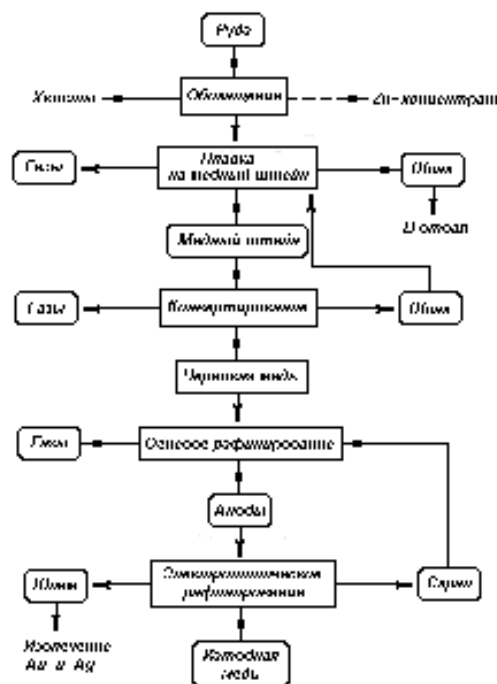 Руда
Хвосты
Обогащение
Zn-концентрат
Газы
Плавка
на медный штейн
Шлак
В отвал
Медный штейн
Газы
Конвертирование
Шлак
Черновая медь
Газы
Огневое рафинирование
Аноды
Шлам
Электролитическое
рафинирование
Скрап
Извлечение
Au и Ag
Катодная
медь